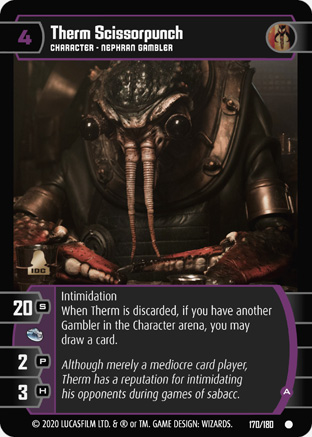 4
Therm Scissorpunch
CHARACTER - NEPHRAN GAMBLER
IDC
20 S
Intimidation
When Therm is discarded, if you have another
Gambler in the Character arena, you may
draw a card.
2 P
Although merely a mediocre card player,
Therm has a reputation for intimidating
3 H
his opponents during games of sabacc.
A
© 2020 LUCASFILM LTD. & ® or TM. GAME DESIGN: WIZARDS.
170/180